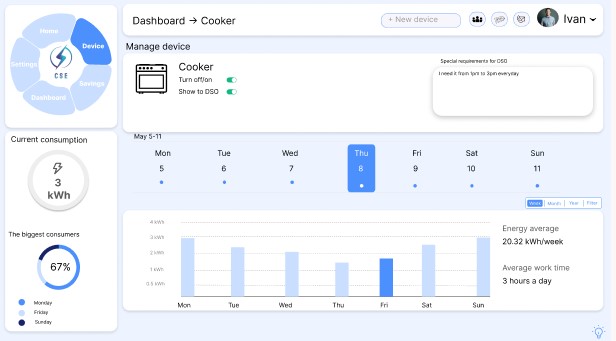 Home
Device
Settings
CSE
Savings
Dashboard
Dashboard → Cooker
+ New device
Ivan
Manage device
Cooker
Turn off/on
Show to DSO
Special requirements for DSO
I need it from 1pm to 3pm everyday
Current consumption
3
kWh
The biggest consumers
67%
Monday
Friday
Sunday
May 5-11
Mon Tue Wed Thu Fri Sat Sun
5 6 7 8 9 10 11
Week Month Year Filter
4 kWh
3 kWh
2 kWh
1 kWh
0.5 kWh
Mon Tue Wed Thu Fri Sat Sun
Energy average
20.32 kWh/week
Average work time
3 hours a day